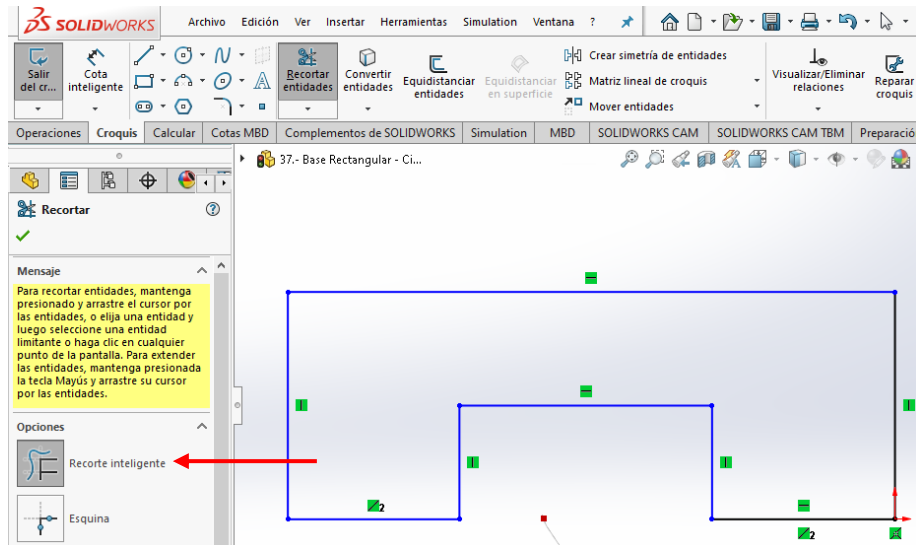 SOLIDWORKS
Archivo Edición Ver Insertar Herramientas Simulation Ventana ?
Salir del cr...
Cota inteligente
Recortar entidades
Convertir entidades
Equidistanciar entidades
Equidistanciar en superficie
Crear simetría de entidades
Matriz lineal de croquis
Mover entidades
Visualizar/Eliminar relaciones
Reparar croquis
Operaciones Croquis Calcular Cotas MBD Complementos de SOLIDWORKS Simulation MBD SOLIDWORKS CAM SOLIDWORKS CAM TBM Preparació
37.- Base Rectangular - Ci...
Recortar
Mensaje
Para recortar entidades, mantenga
presionado y arrastre el cursor por
las entidades, o elija una entidad y
luego seleccione una entidad
limitante o haga clic en cualquier
punto de la pantalla. Para extender
las entidades, mantenga presionada
la tecla Mayús y arrastre su cursor
por las entidades.
Opciones
Recorte inteligente
Esquina
2
2